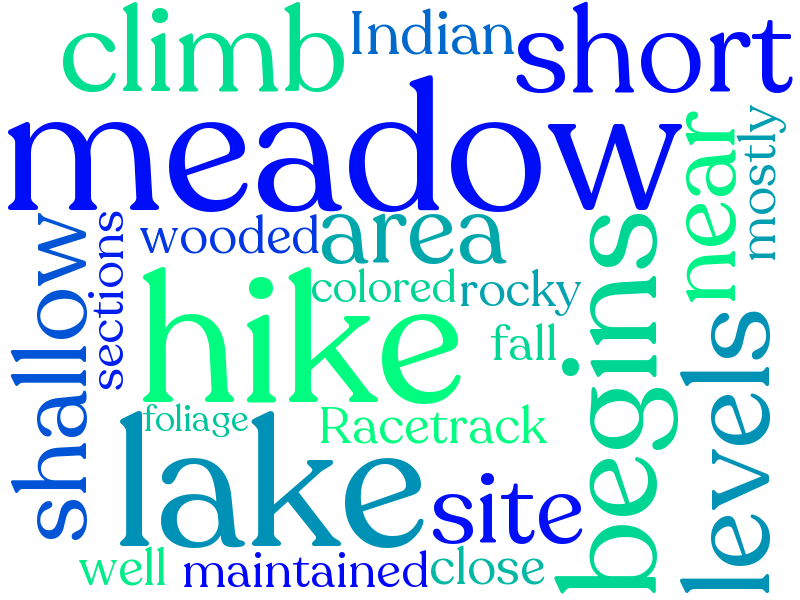 climb
Indian
short
meadow
near
mostly
shallow
sections
wooded
area
begins
colored
rocky
hike
fall
levels
foliage
Racetrack
lake
site
well
maintained
close